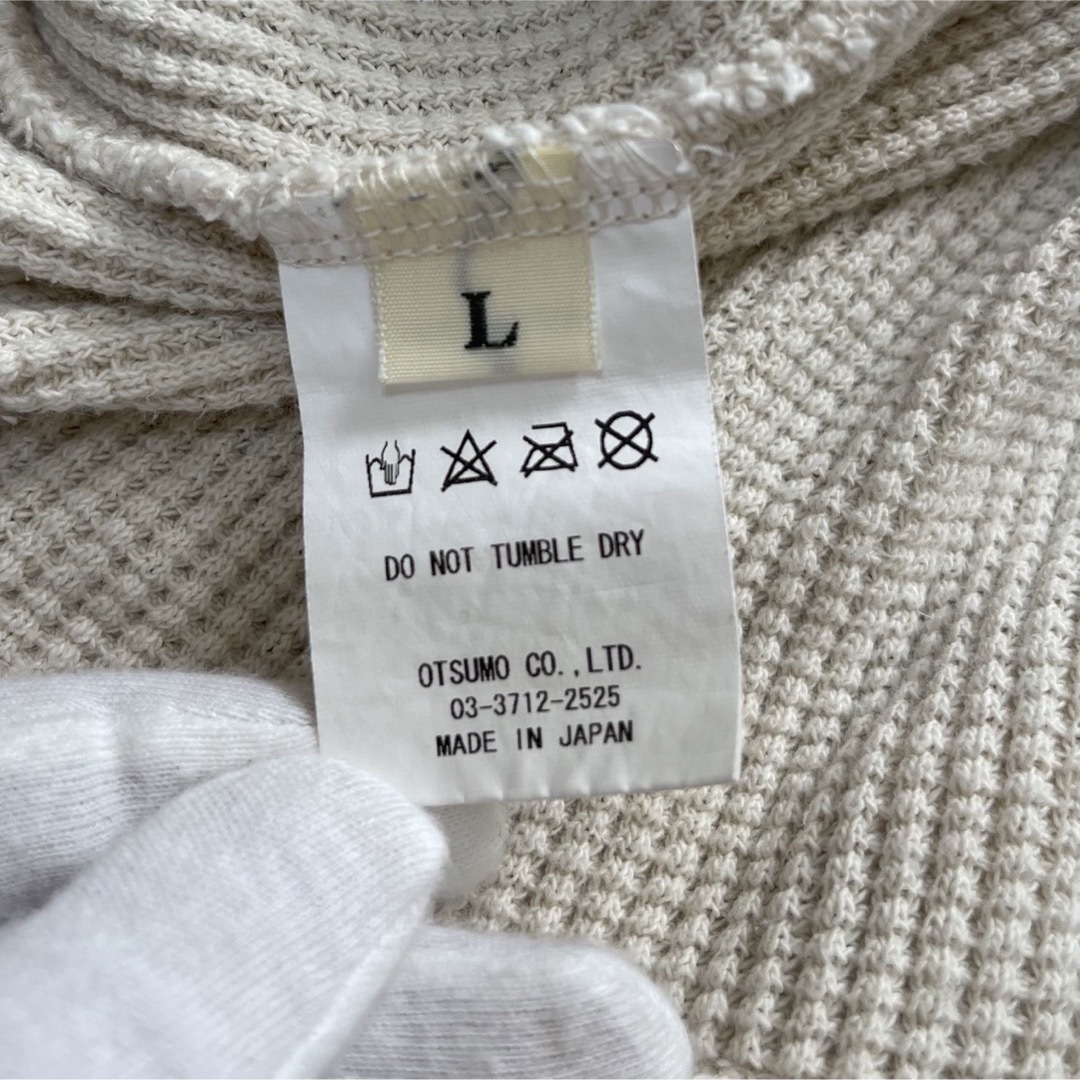 L
DO NOT TUMBLE DRY
OTSUMO CO.,LTD.
03-3712-2525
MADE IN JAPAN